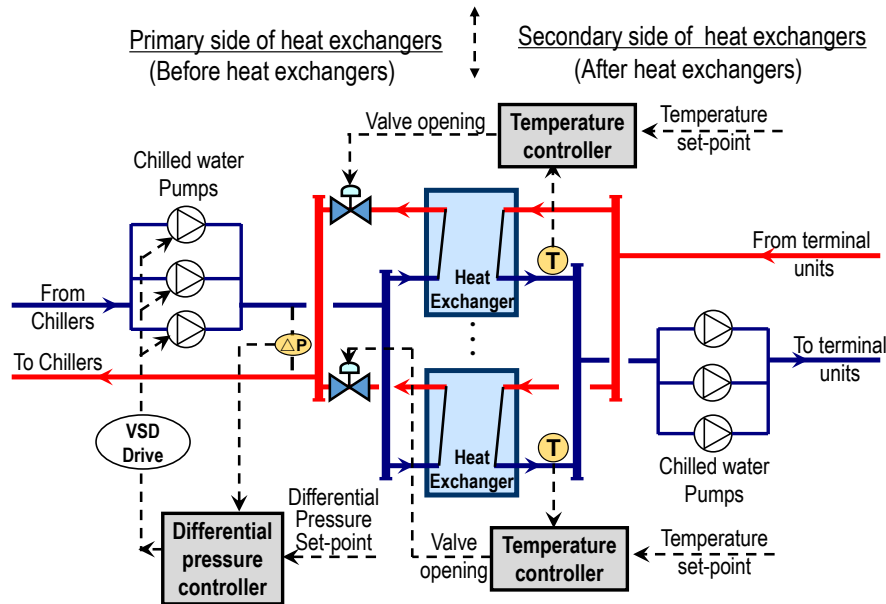 Primary side of heat exchangers
(Before heat exchangers)
Secondary side of heat exchangers
(After heat exchangers)
Valve opening
Temperature
controller
Temperature
set-point
Chilled water
Pumps
From
Chillers
To Chillers
△P
VSD
Drive
Heat
Exchanger
T
From terminal
units
To terminal
units
Heat
Exchanger
T
Chilled water
Pumps
Differential
pressure
controller
Differential
Pressure
Set-point
Valve
opening
Temperature
controller
Temperature
set-point